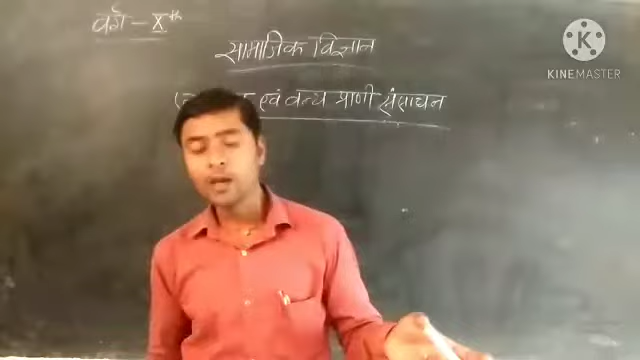 वर्ग - X th
सामाजिक विज्ञान
एवं वन्य प्राणी संसाधन
K
KINEMASTER